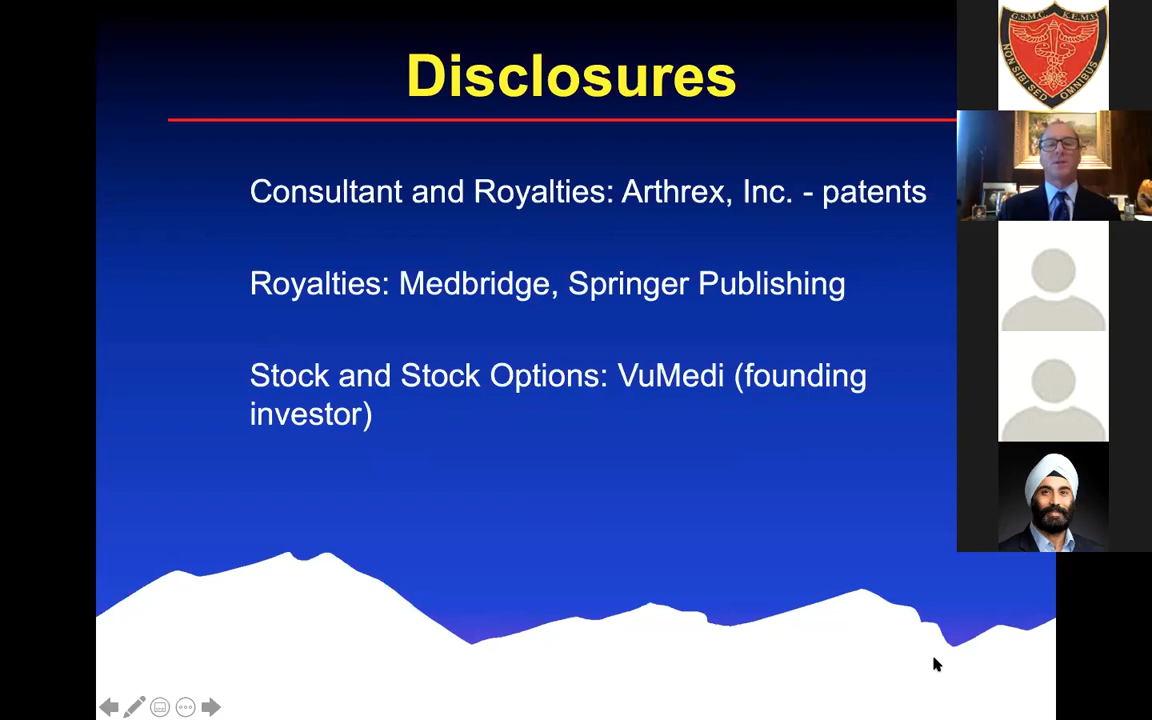 Disclosures
Consultant and Royalties: Arthrex, Inc. - patents
Royalties: Medbridge, Springer Publishing
Stock and Stock Options: VuMedi (founding
investor)
G.S.M.C. K.E.M.H.
NON SIBI SED OMNIBUS